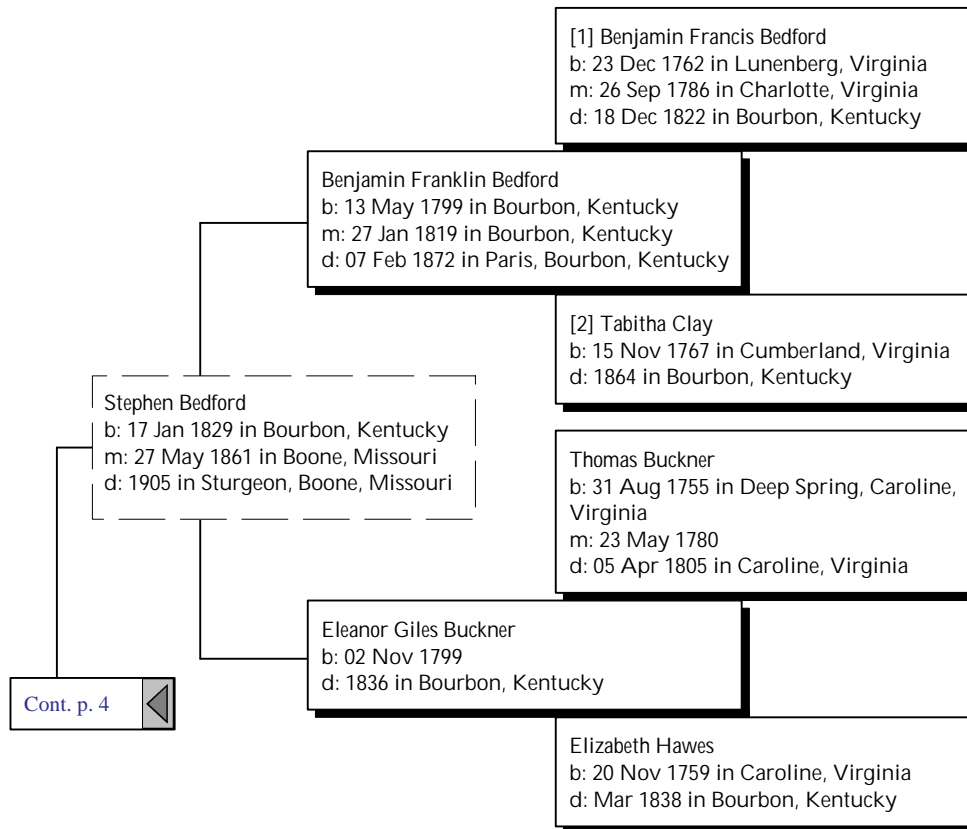 [1] Benjamin Francis Bedford
b: 23 Dec 1762 in Lunenberg, Virginia
m: 26 Sep 1786 in Charlotte, Virginia
d: 18 Dec 1822 in Bourbon, Kentucky
Benjamin Franklin Bedford
b: 13 May 1799 in Bourbon, Kentucky
m: 27 Jan 1819 in Bourbon, Kentucky
d: 07 Feb 1872 in Paris, Bourbon, Kentucky
[2] Tabitha Clay
b: 15 Nov 1767 in Cumberland, Virginia
d: 1864 in Bourbon, Kentucky
Stephen Bedford
b: 17 Jan 1829 in Bourbon, Kentucky
m: 27 May 1861 in Boone, Missouri
d: 1905 in Sturgeon, Boone, Missouri
Thomas Buckner
b: 31 Aug 1755 in Deep Spring, Caroline,
Virginia
m: 23 May 1780
d: 05 Apr 1805 in Caroline, Virginia
Eleanor Giles Buckner
b: 02 Nov 1799
d: 1836 in Bourbon, Kentucky
Cont. p. 4
Elizabeth Hawes
b: 20 Nov 1759 in Caroline, Virginia
d: Mar 1838 in Bourbon, Kentucky